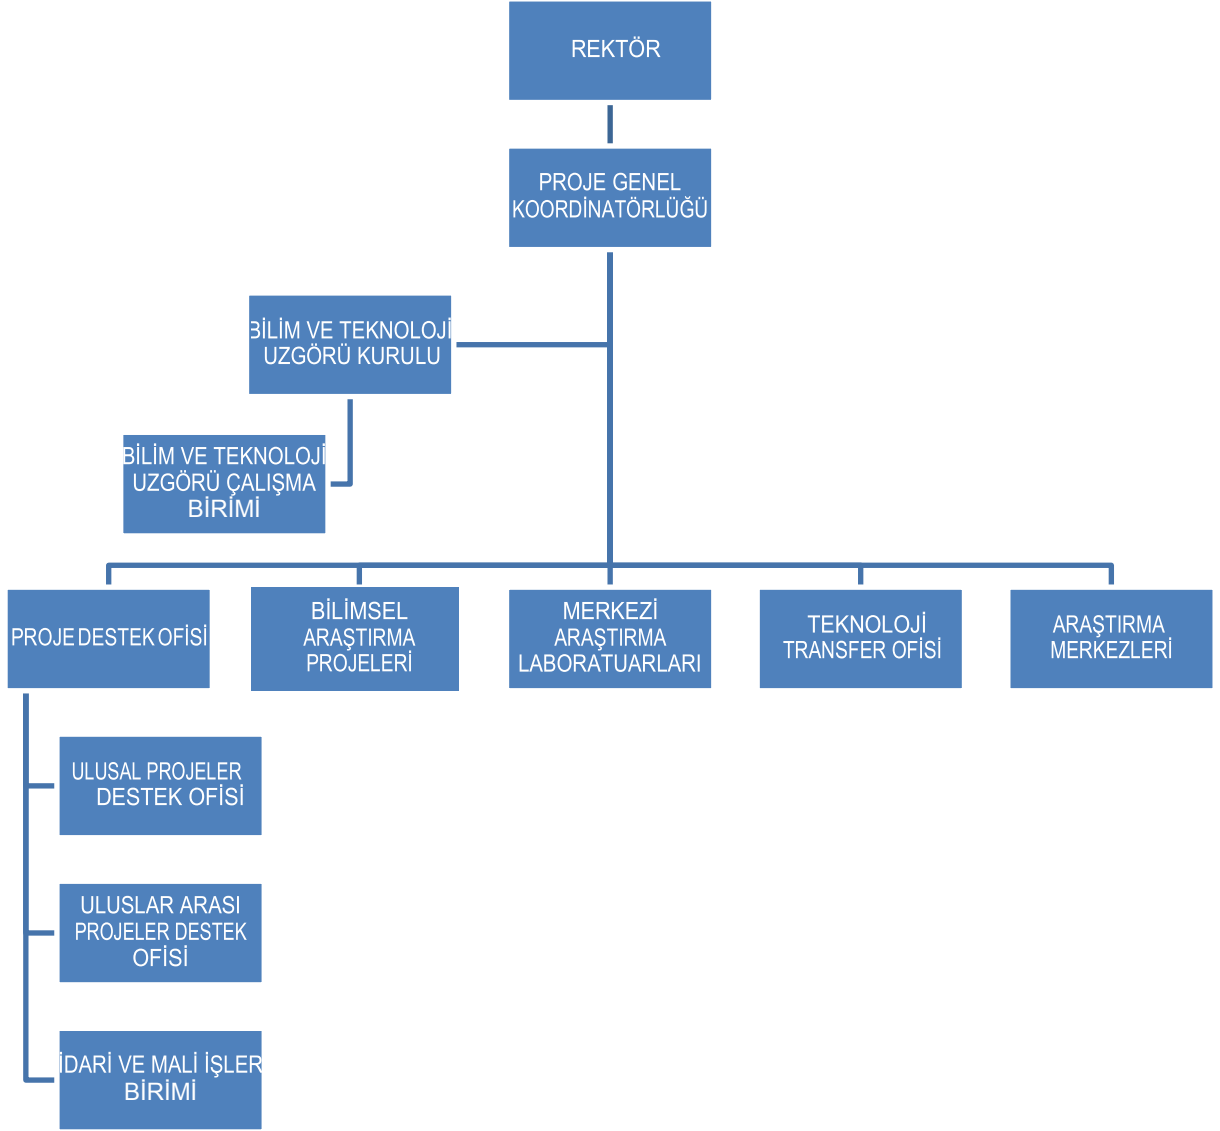 REKTÖR
PROJE GENEL
KOORDİNATÖRLÜĞÜ
BİLİM VE TEKNOLOJİ
UZGÖRÜ KURULU
BİLİM VE TEKNOLOJİ
UZGÖRÜ ÇALIŞMA
BİRİMİ
PROJE DESTEK OFİSİ
BİLİMSEL
ARAŞTIRMA
PROJELERİ
MERKEZİ
ARAŞTIRMA
LABORATUARLARI
TEKNOLOJİ
TRANSFER OFİSİ
ARAŞTIRMA
MERKEZLERİ
ULUSAL PROJELER
DESTEK OFİSİ
ULUSLAR ARASI
PROJELER DESTEK
OFİSİ
İDARİ VE MALİ İŞLER
BİRİMİ